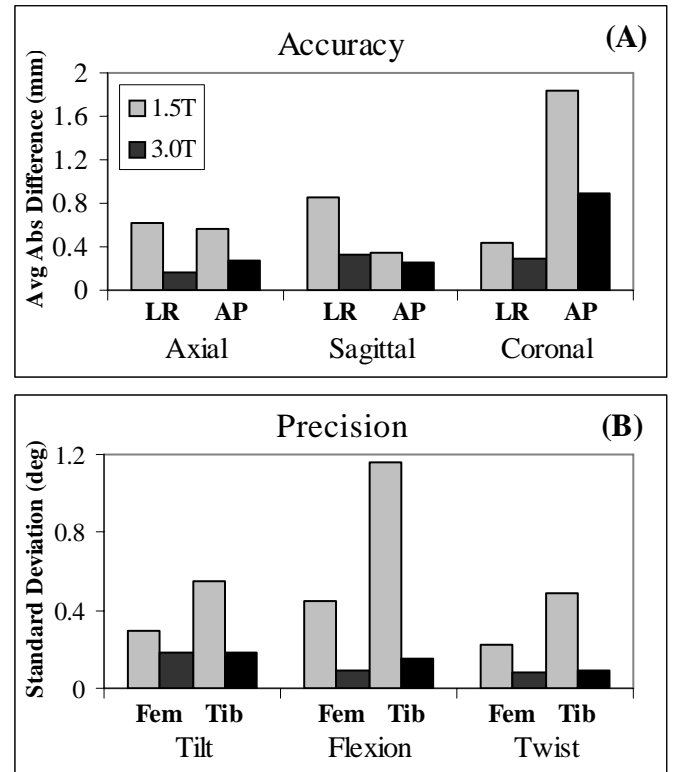 Accuracy (A)
Avg Abs Difference (mm)
2
1.6
1.2
0.8
0.4
0
1.5T
3.0T
LR AP LR AP LR AP
Axial Sagittal Coronal
Precision (B)
Standard Deviation (deg)
1.2
0.8
0.4
0
Fem Tib Fem Tib Fem Tib
Tilt Flexion Twist